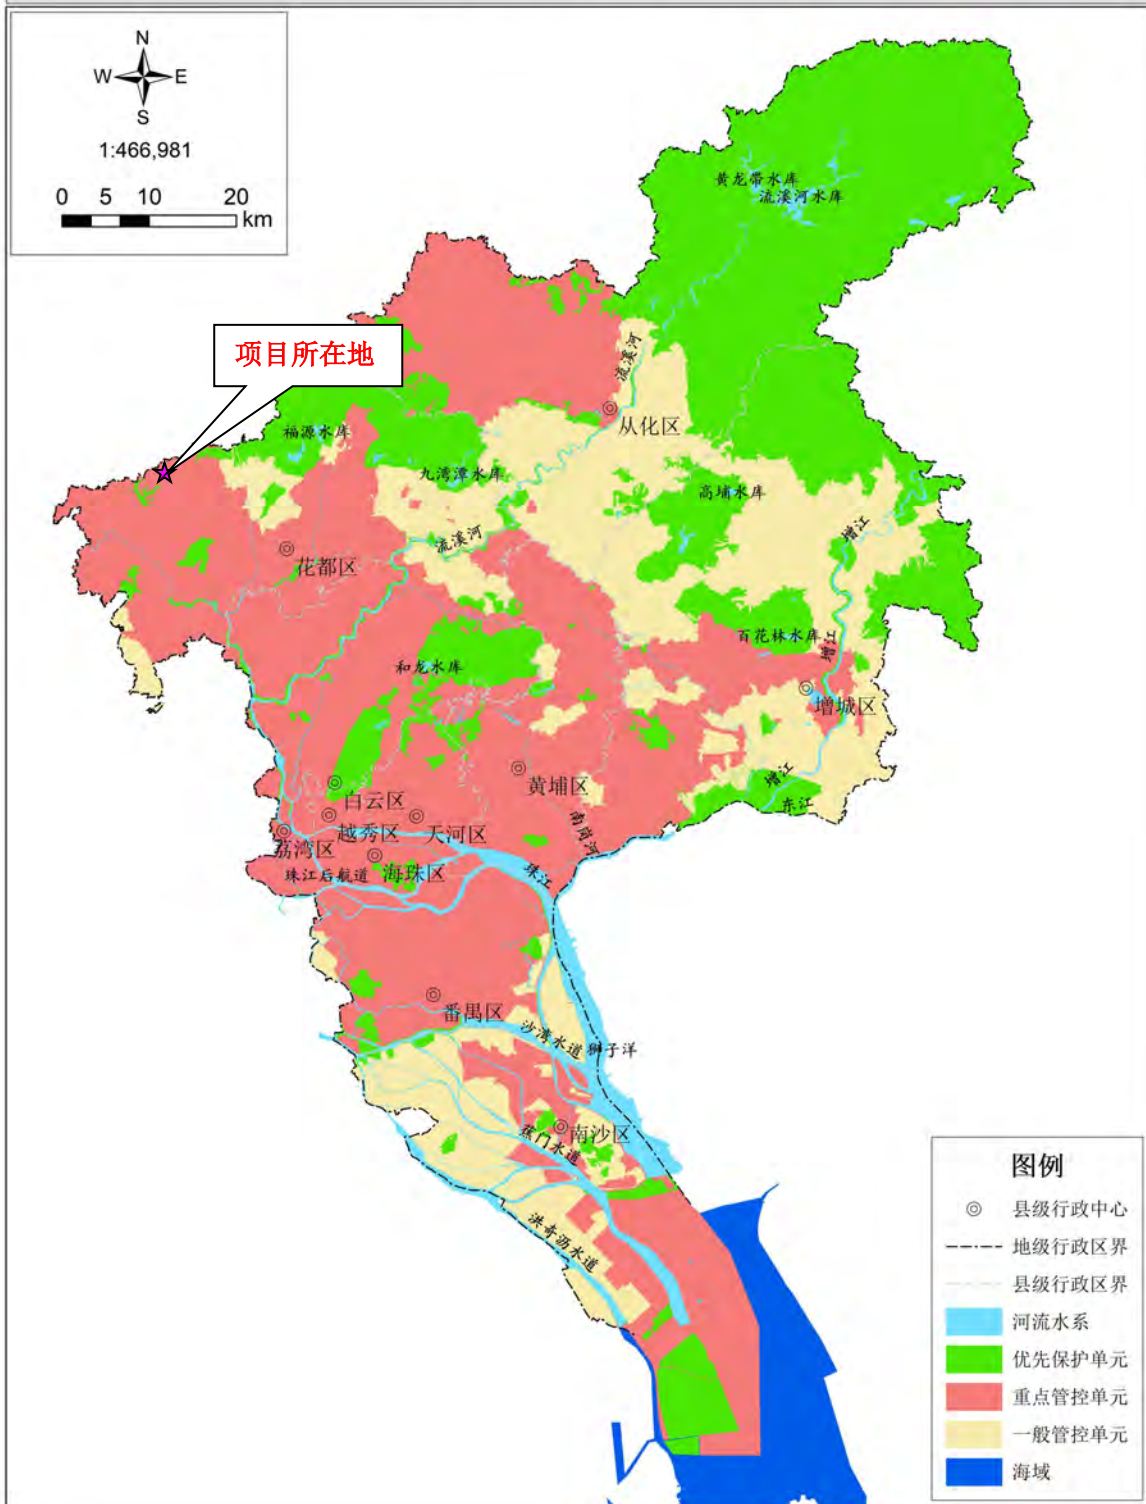 N
W E
S
1:466,981
0 5 10 20
km
黄龙带水库
流溪河水库
项目所在地
流溪河
从化区
福源水库
九湾潭水库
高埔水库
流溪河
增江
花都区
百花林水库
增江
和龙水库
增城区
黄埔区
增江
东江
白云区
越秀区
天河区
南岗河
荔湾区
海珠区
珠江后航道
珠江
番禺区
沙湾水道
狮子洋
南沙区
蕉门水道
洪奇沥水道
图例
县级行政中心
地级行政区界
县级行政区界
河流水系
优先保护单元
重点管控单元
一般管控单元
海域